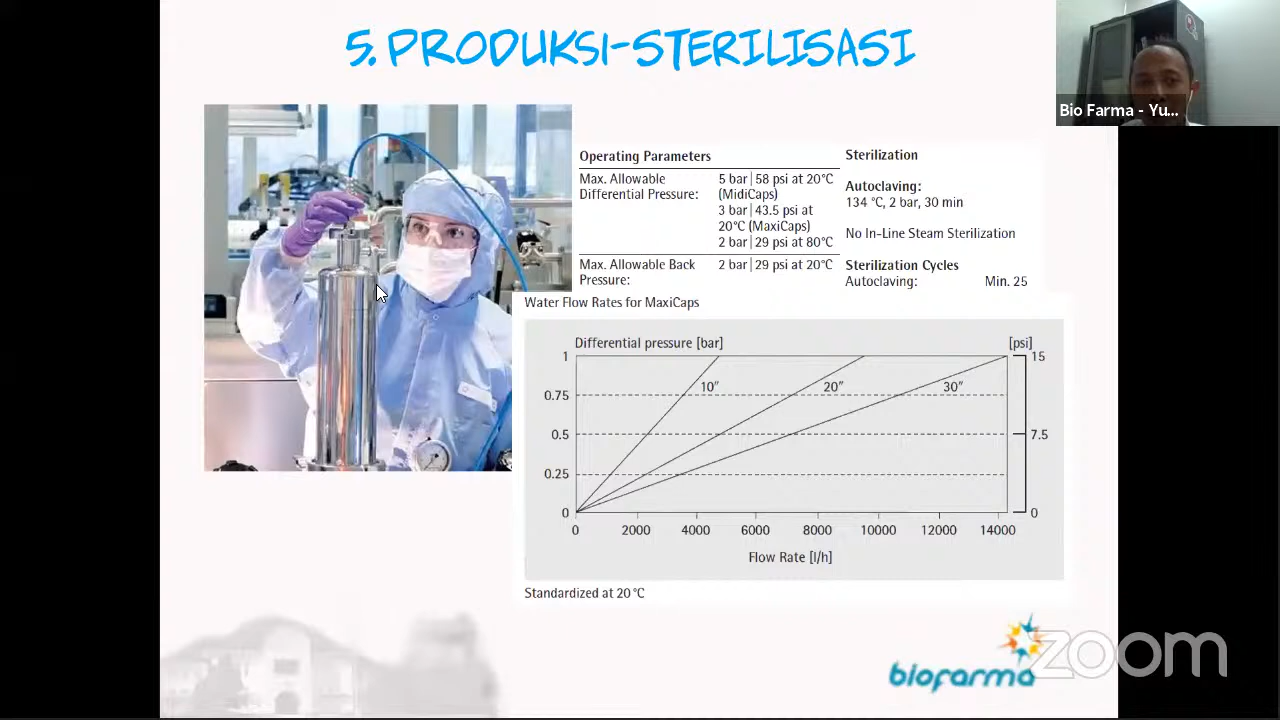 5. PRODUKSI-STERILISASI
Bio Farma - Yu...
Operating Parameters
Max. Allowable 5 bar | 58 psi at 20°C
Differential Pressure: (MidiCaps)
3 bar | 43.5 psi at
20°C (MaxiCaps)
2 bar | 29 psi at 80°C
Max. Allowable Back 2 bar | 29 psi at 20°C
Pressure:
Sterilization
Autoclaving:
134 °C, 2 bar, 30 min
No In-Line Steam Sterilization
Sterilization Cycles
Autoclaving: Min. 25
Water Flow Rates for MaxiCaps
Differential pressure [bar] [psi]
1 15
10" 20" 30"
0.75
0.5 7.5
0.25
0 0
0 2000 4000 6000 8000 10000 12000 14000
Flow Rate [l/h]
Standardized at 20 °C
biofarma
zoom